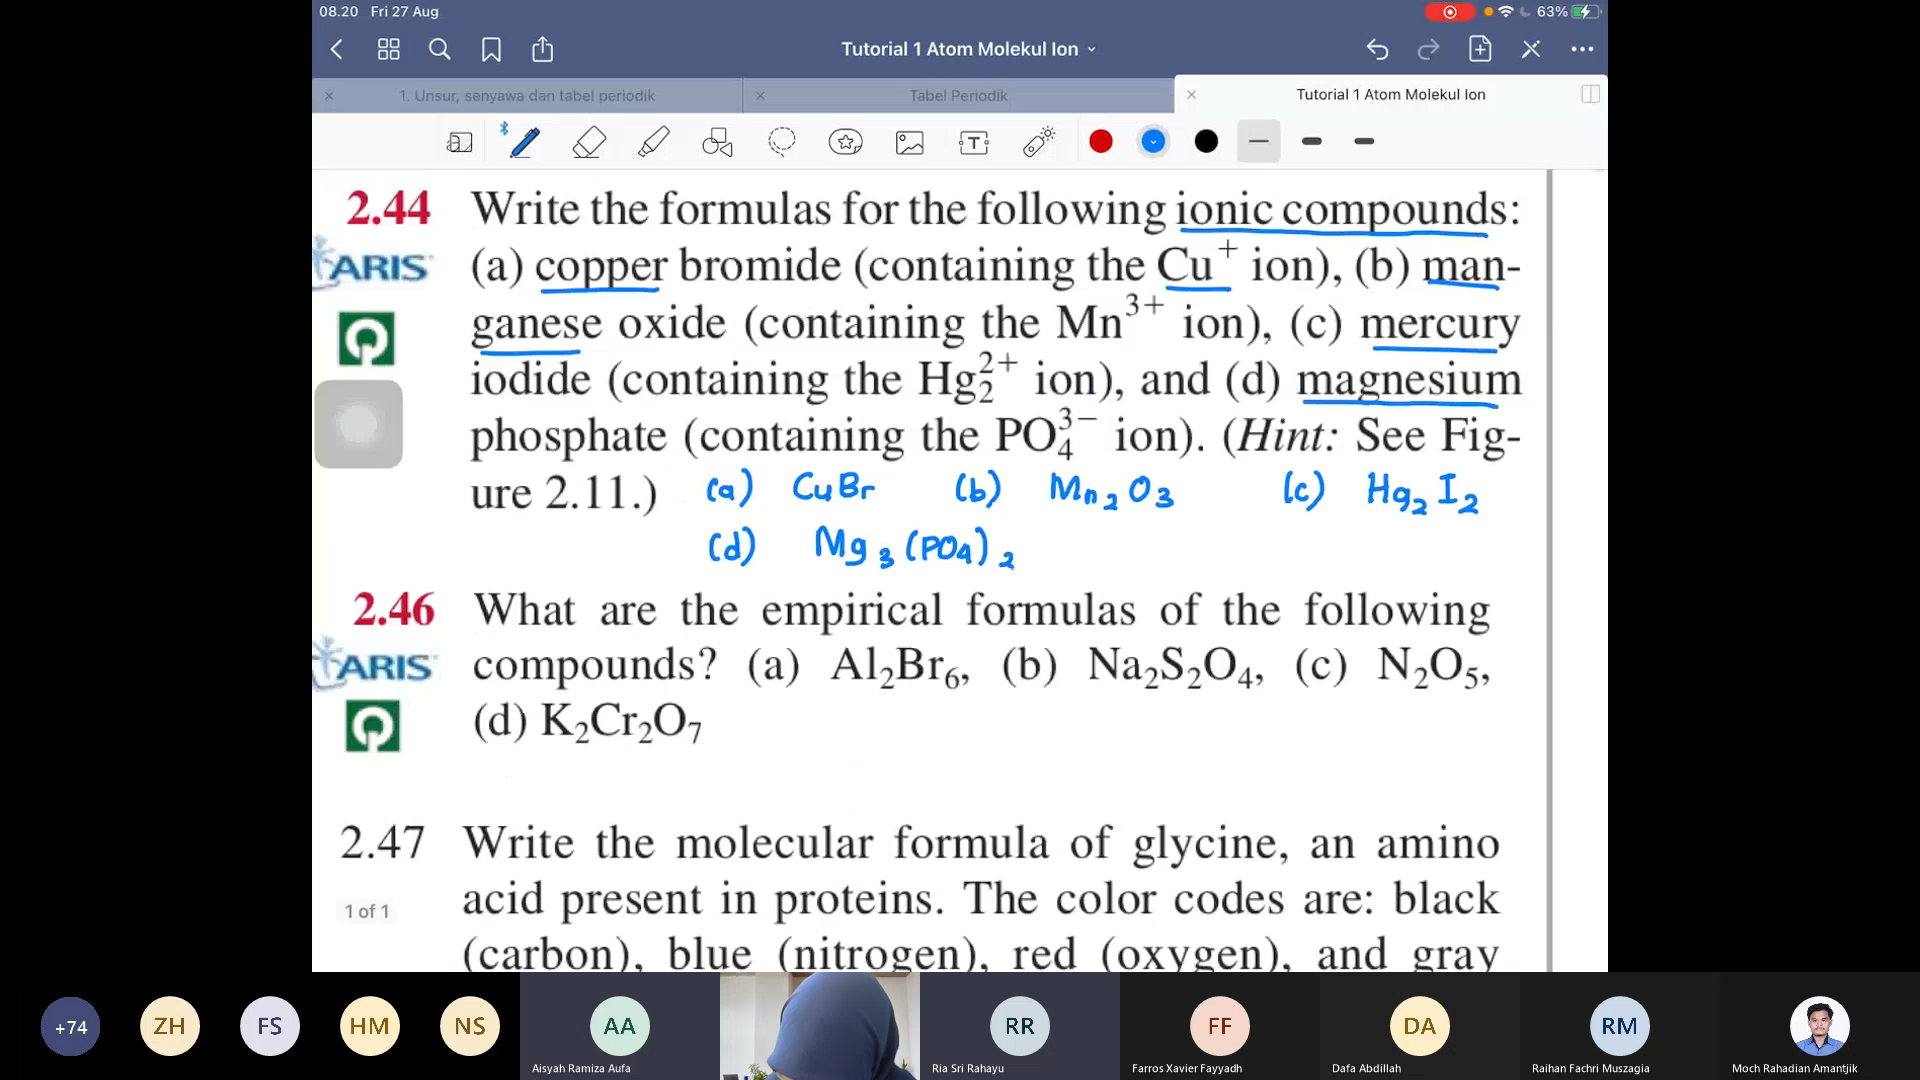 08.20 Fri 27 Aug
63%
Tutorial 1 Atom Molekul Ion
1. Unsur, senyawa dan tabel periodik
Tabel Periodik
Tutorial 1 Atom Molekul Ion
T
2.44 Write the formulas for the following ionic compounds:
ARIS (a) copper bromide (containing the Cu⁺ ion), (b) man-
ganese oxide (containing the Mn³⁺ ion), (c) mercury
iodide (containing the Hg₂²⁺ ion), and (d) magnesium
phosphate (containing the PO₄³⁻ ion). (Hint: See Fig-
ure 2.11.) (a) CuBr (b) Mn₂O₃ (c) Hg₂I₂
(d) Mg₃(PO₄)₂
2.46 What are the empirical formulas of the following
ARIS compounds? (a) Al₂Br₆, (b) Na₂S₂O₄, (c) N₂O₅,
(d) K₂Cr₂O₇
2.47 Write the molecular formula of glycine, an amino
acid present in proteins. The color codes are: black
1 of 1
(carbon), blue (nitrogen), red (oxygen), and gray
+74 ZH FS HM NS AA RR FF DA RM
Aisyah Ramiza Aufa Ria Sri Rahayu Farros Xavier Fayyadh Dafa Abdillah Raihan Fachri Muszagia Moch Rahadian Amantjik